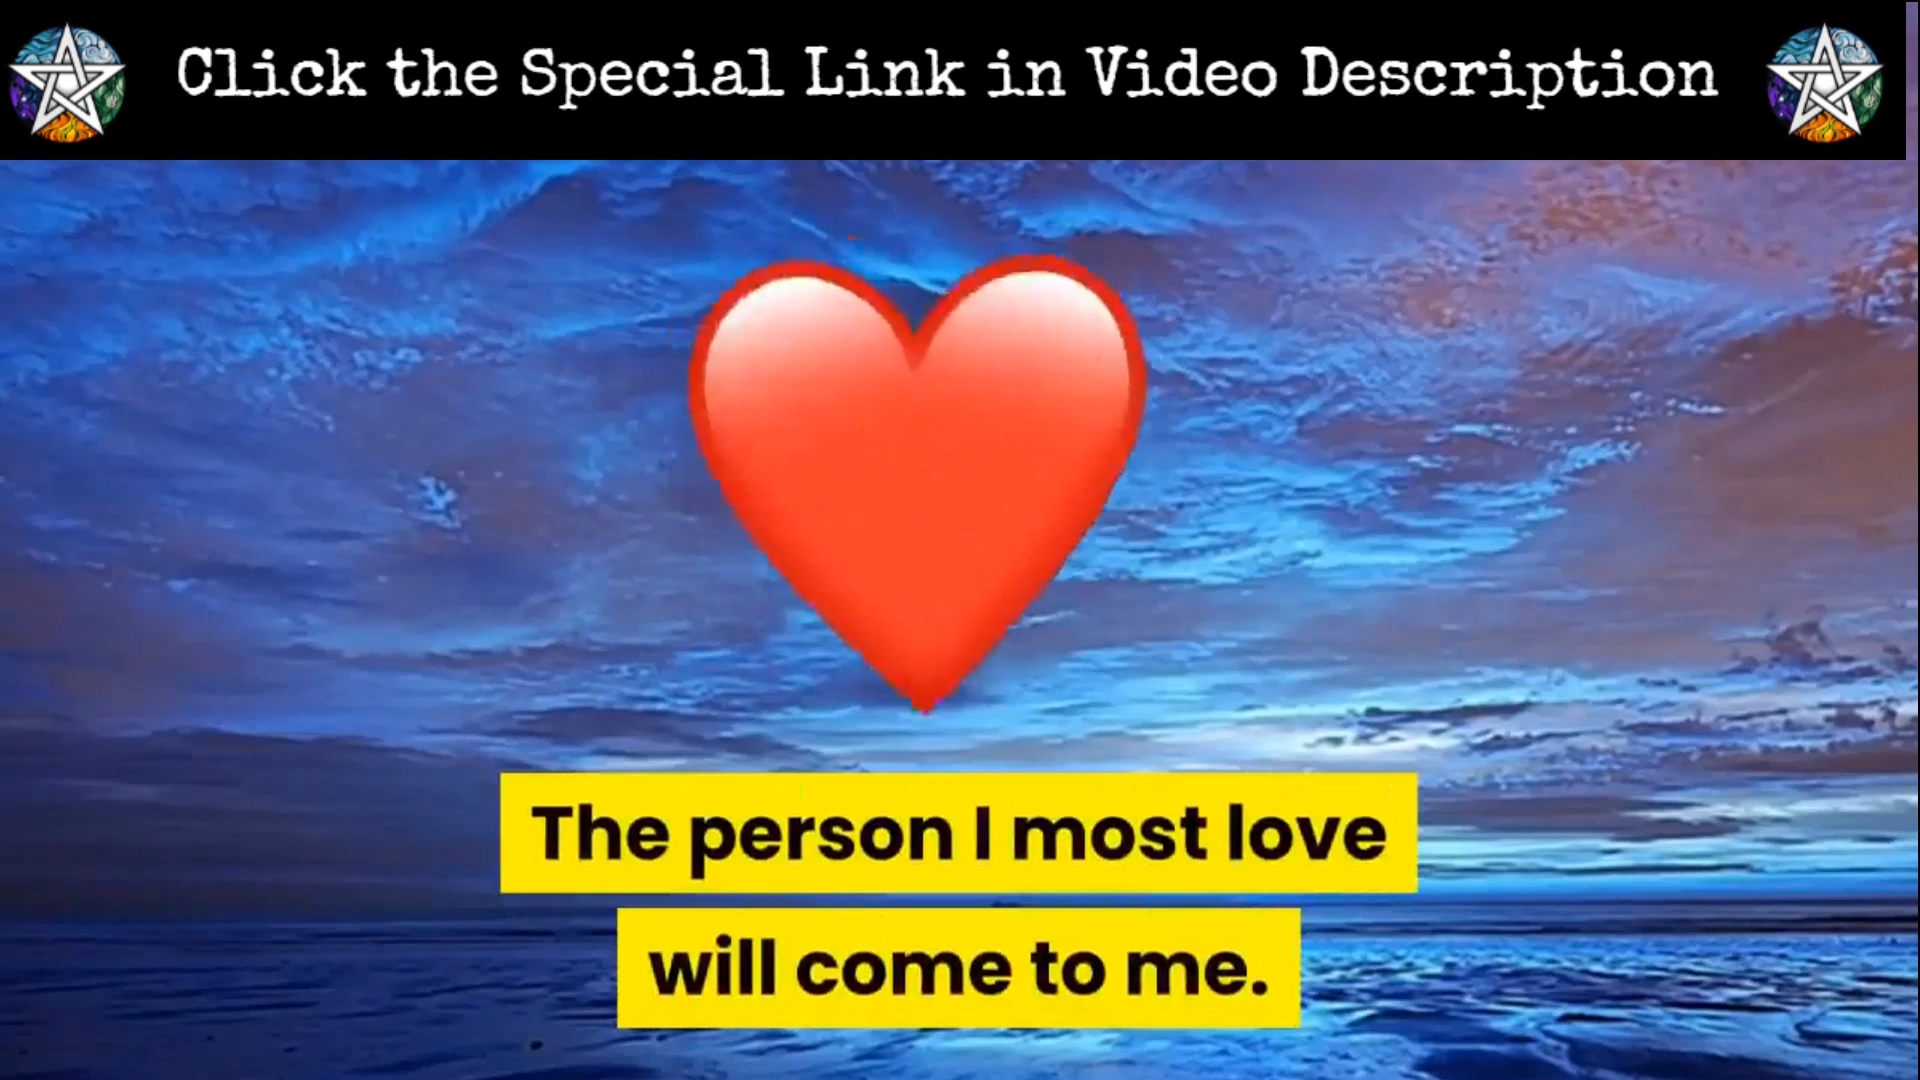 Click the Special Link in Video Description
The person I most love
will come to me.